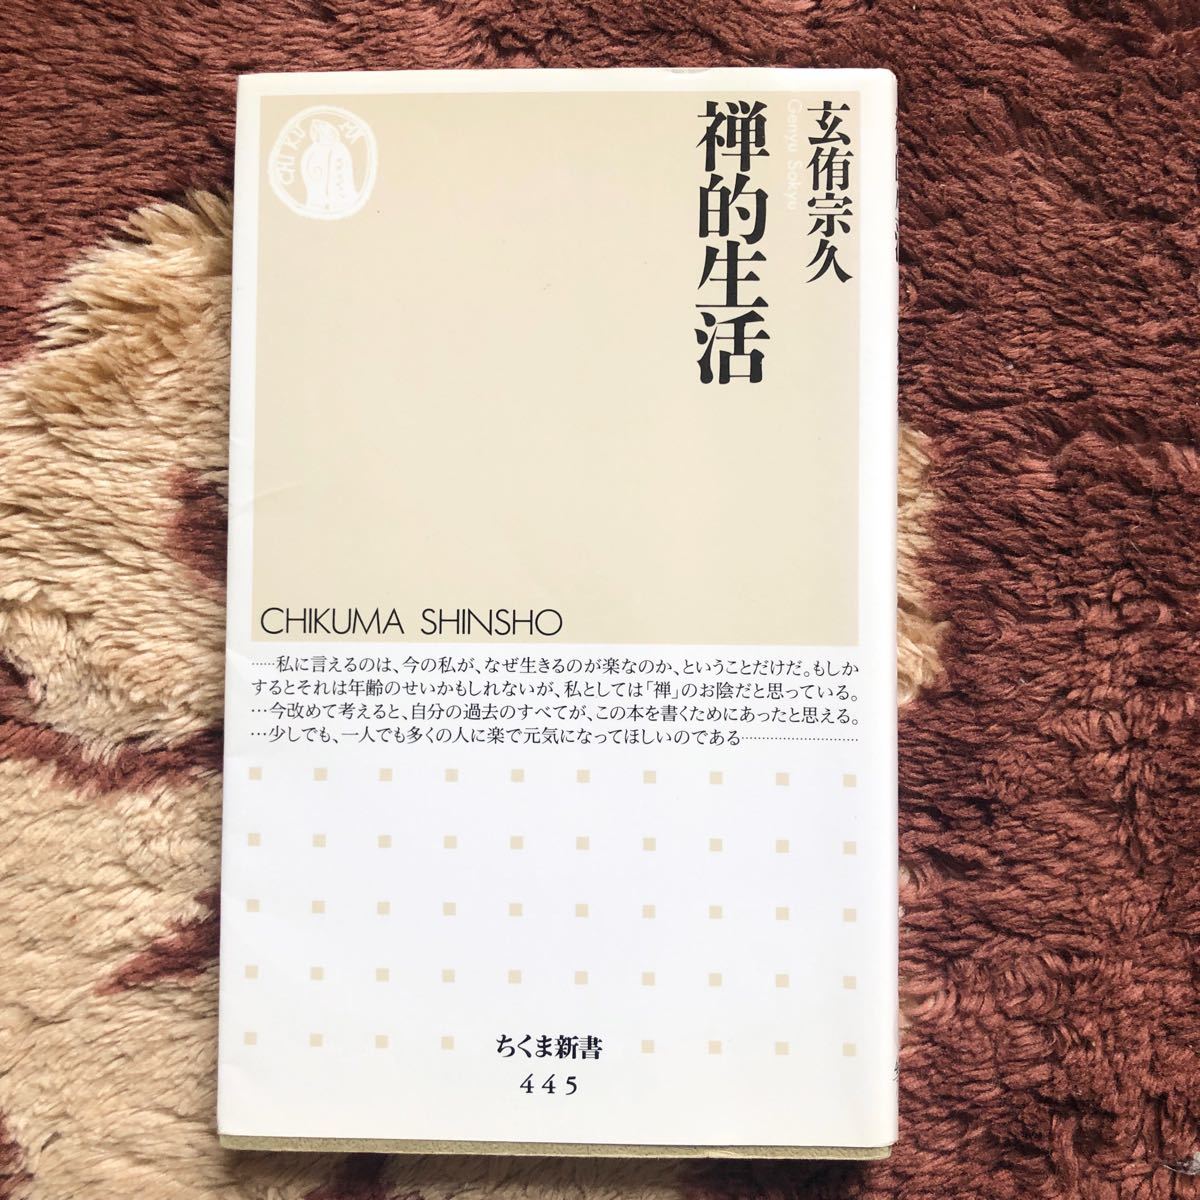 玄侑宗久
Genyu Sokyu
禅的生活
CHIKUMA
CHIKUMA SHINSHO
……私に言えるのは、今の私が、なぜ生きるのが楽なのか、ということだけだ。もしか
するとそれは年齢のせいかもしれないが、私としては「禅」のお陰だと思っている。
…今改めて考えると、自分の過去のすべてが、この本を書くためにあったと思える。
…少しでも、一人でも多くの人に楽で元気になってほしいのである…………………
ちくま新書
445